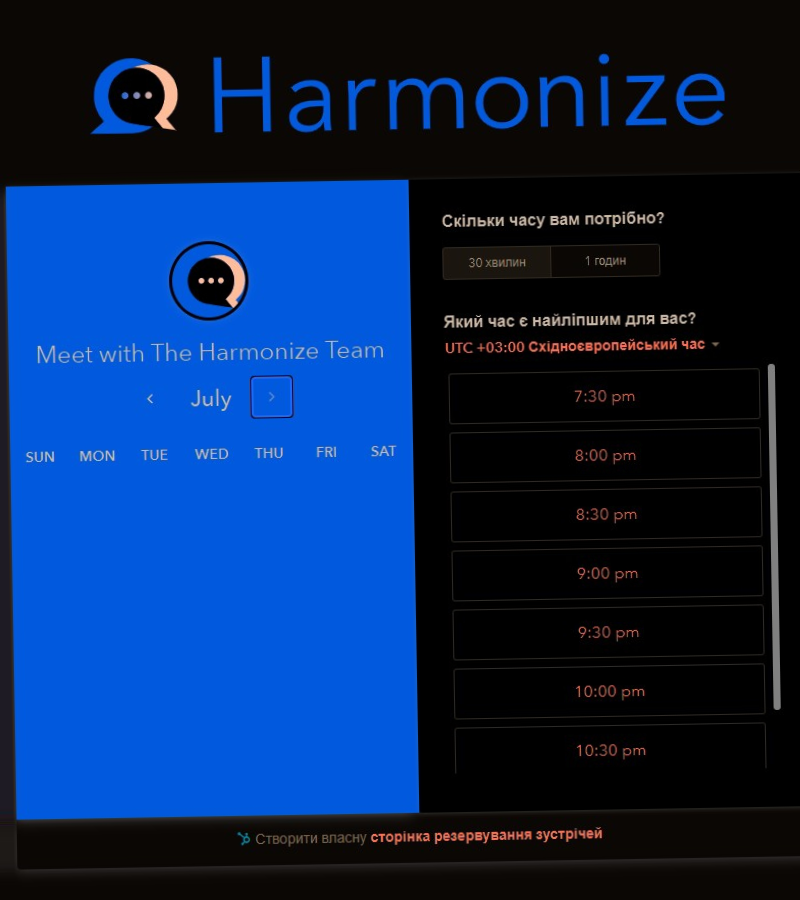 Harmonize
Meet with The Harmonize Team
July
SUN MON TUE WED THU FRI SAT
Скільки часу вам потрібно?
30 хвилин 1 годин
Який час є найліпшим для вас?
UTC +03:00 Східноєвропейський час
7:30 pm
8:00 pm
8:30 pm
9:00 pm
9:30 pm
10:00 pm
10:30 pm
Створити власну сторінка резервування зустрічей